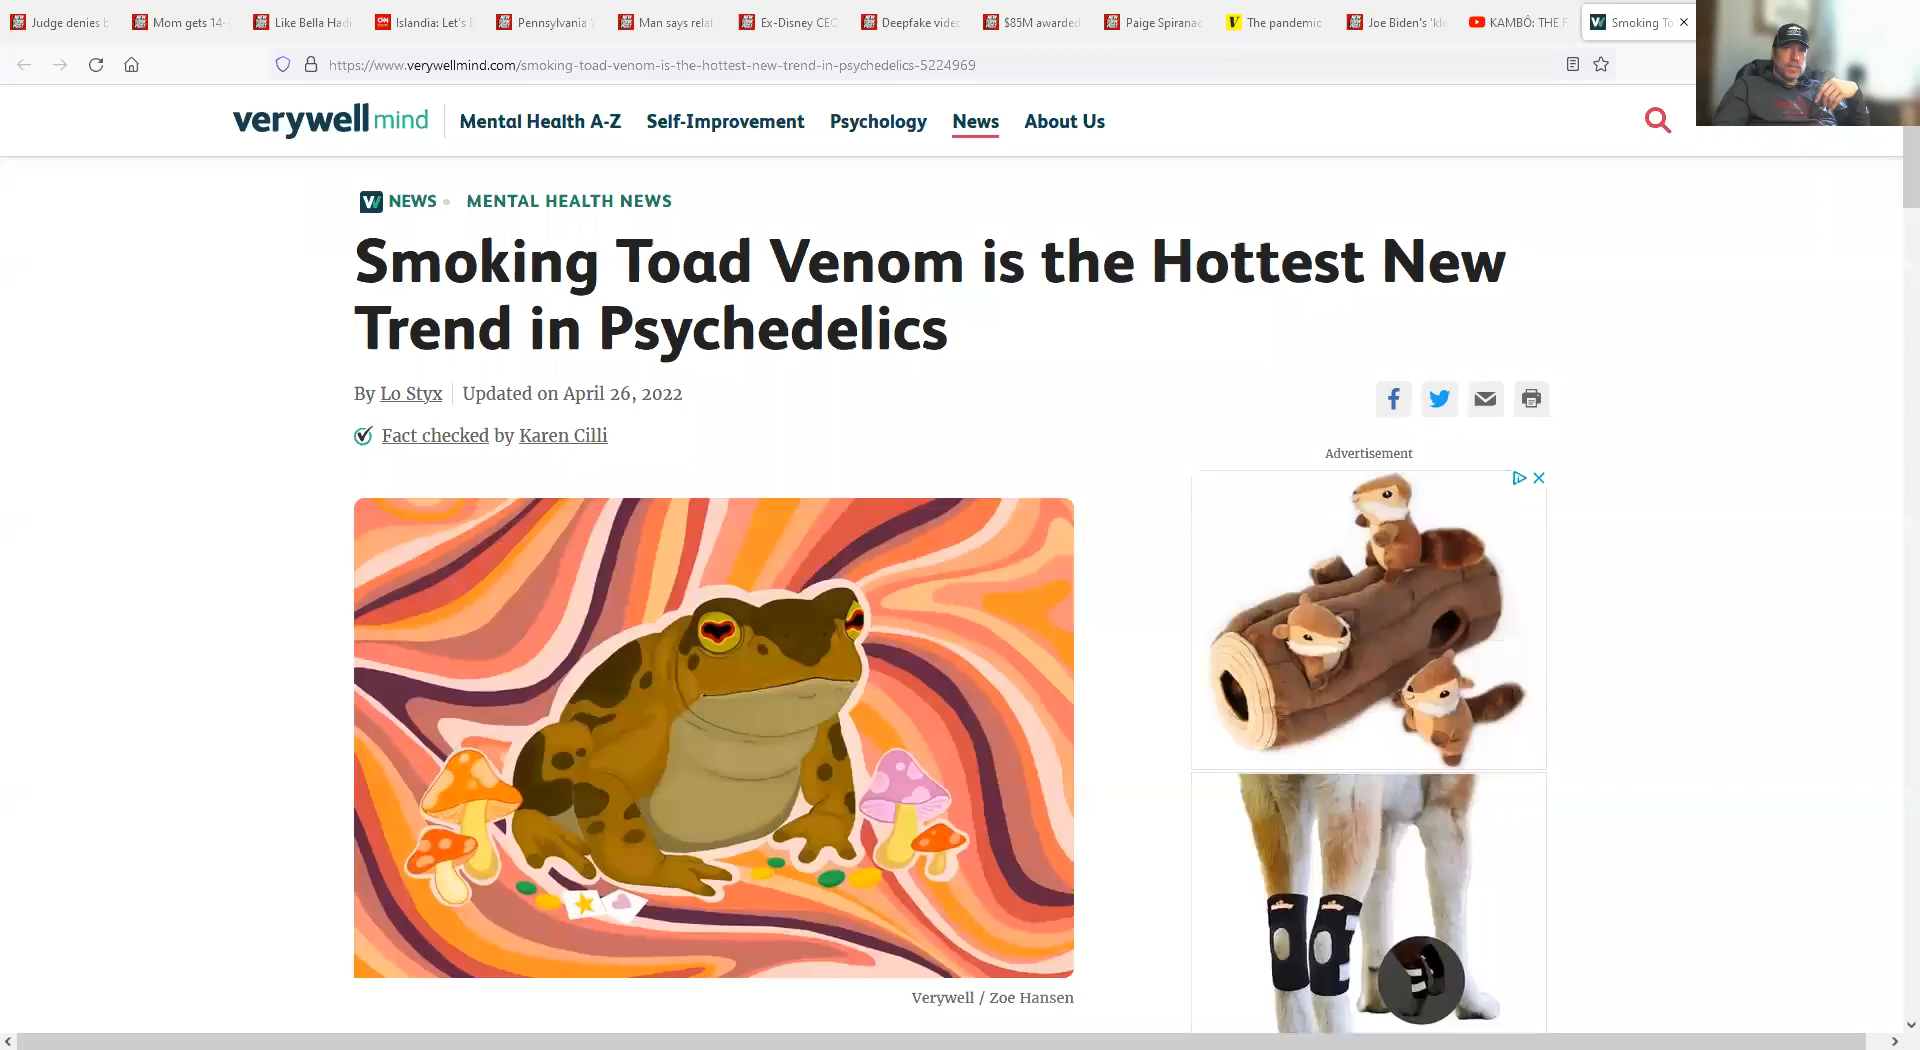 Judge denies b
Mom gets 14-
Like Bella Hadi
Islandia: Let's
Pennsylvania
Man says relat
Ex-Disney CEO
Deepfake video
$85M awarded
Paige Spiranac
The pandemic
Joe Biden's 'kle
KAMBÔ: THE F
Smoking To
https://www.verywellmind.com/smoking-toad-venom-is-the-hottest-new-trend-in-psychedelics-5224969
verywell mind
Mental Health A-Z
Self-Improvement
Psychology
News
About Us
NEWS
MENTAL HEALTH NEWS
Smoking Toad Venom is the Hottest New
Trend in Psychedelics
By Lo Styx
Updated on April 26, 2022
Fact checked by Karen Cilli
Advertisement
Verywell / Zoe Hansen